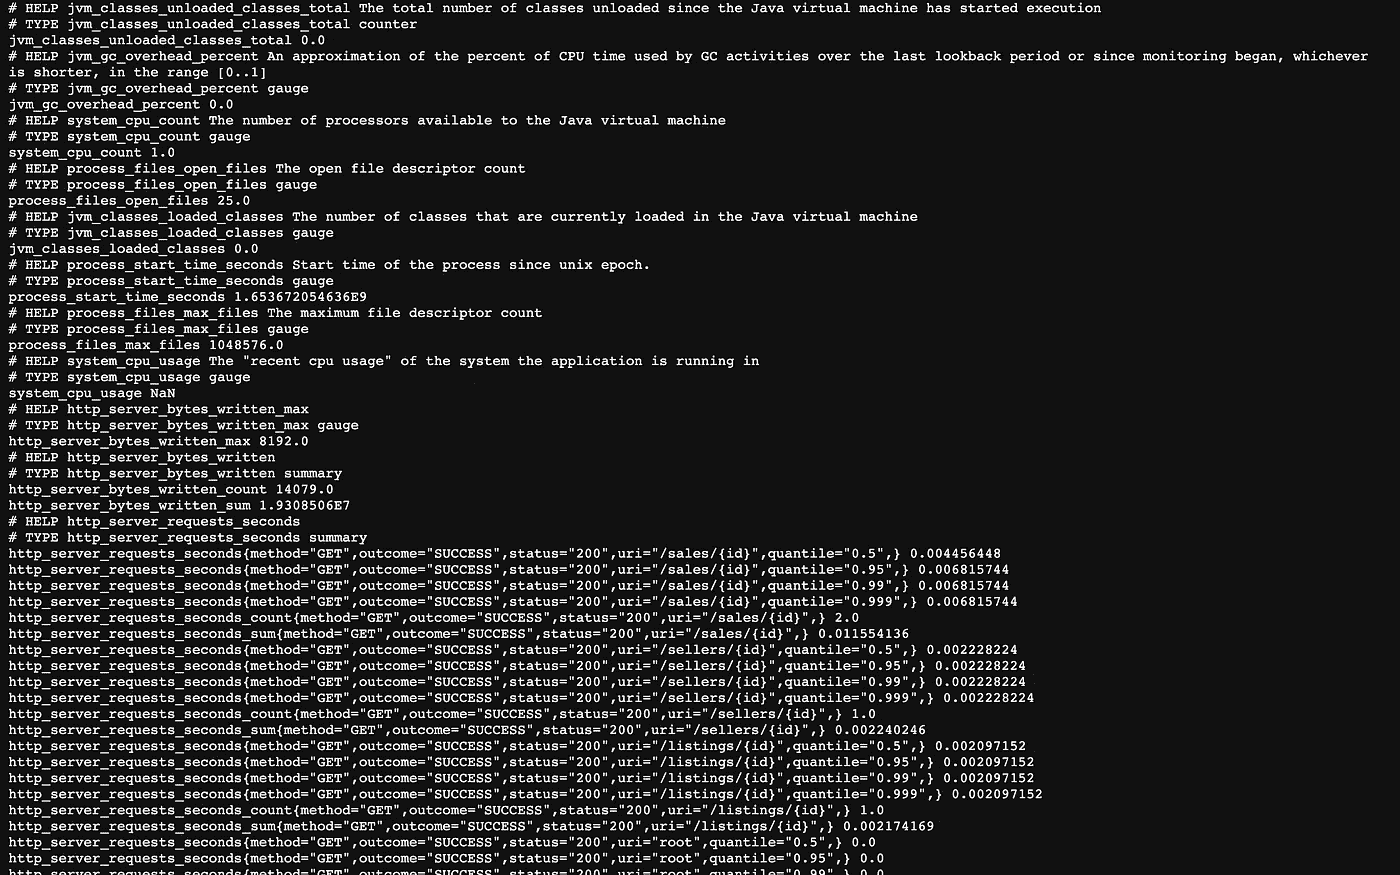 # HELP jvm_classes_unloaded_classes_total The total number of classes unloaded since the Java virtual machine has started execution
# TYPE jvm_classes_unloaded_classes_total counter
jvm_classes_unloaded_classes_total 0.0
# HELP jvm_gc_overhead_percent An approximation of the percent of CPU time used by GC activities over the last lookback period or since monitoring began, whichever
is shorter, in the range [0..1]
# TYPE jvm_gc_overhead_percent gauge
jvm_gc_overhead_percent 0.0
# HELP system_cpu_count The number of processors available to the Java virtual machine
# TYPE system_cpu_count gauge
system_cpu_count 1.0
# HELP process_files_open_files The open file descriptor count
# TYPE process_files_open_files gauge
process_files_open_files 25.0
# HELP jvm_classes_loaded_classes The number of classes that are currently loaded in the Java virtual machine
# TYPE jvm_classes_loaded_classes gauge
jvm_classes_loaded_classes 0.0
# HELP process_start_time_seconds Start time of the process since unix epoch.
# TYPE process_start_time_seconds gauge
process_start_time_seconds 1.653672054636E9
# HELP process_files_max_files The maximum file descriptor count
# TYPE process_files_max_files gauge
process_files_max_files 1048576.0
# HELP system_cpu_usage The "recent cpu usage" of the system the application is running in
# TYPE system_cpu_usage gauge
system_cpu_usage NaN
# HELP http_server_bytes_written_max
# TYPE http_server_bytes_written_max gauge
http_server_bytes_written_max 8192.0
# HELP http_server_bytes_written
# TYPE http_server_bytes_written summary
http_server_bytes_written_count 14079.0
http_server_bytes_written_sum 1.9308506E7
# HELP http_server_requests_seconds
# TYPE http_server_requests_seconds summary
http_server_requests_seconds{method="GET",outcome="SUCCESS",status="200",uri="/sales/{id}",quantile="0.5",} 0.004456448
http_server_requests_seconds{method="GET",outcome="SUCCESS",status="200",uri="/sales/{id}",quantile="0.95",} 0.006815744
http_server_requests_seconds{method="GET",outcome="SUCCESS",status="200",uri="/sales/{id}",quantile="0.99",} 0.006815744
http_server_requests_seconds{method="GET",outcome="SUCCESS",status="200",uri="/sales/{id}",quantile="0.999",} 0.006815744
http_server_requests_seconds_count{method="GET",outcome="SUCCESS",status="200",uri="/sales/{id}",} 2.0
http_server_requests_seconds_sum{method="GET",outcome="SUCCESS",status="200",uri="/sales/{id}",} 0.011554136
http_server_requests_seconds{method="GET",outcome="SUCCESS",status="200",uri="/sellers/{id}",quantile="0.5",} 0.002228224
http_server_requests_seconds{method="GET",outcome="SUCCESS",status="200",uri="/sellers/{id}",quantile="0.95",} 0.002228224
http_server_requests_seconds{method="GET",outcome="SUCCESS",status="200",uri="/sellers/{id}",quantile="0.99",} 0.002228224
http_server_requests_seconds{method="GET",outcome="SUCCESS",status="200",uri="/sellers/{id}",quantile="0.999",} 0.002228224
http_server_requests_seconds_count{method="GET",outcome="SUCCESS",status="200",uri="/sellers/{id}",} 1.0
http_server_requests_seconds_sum{method="GET",outcome="SUCCESS",status="200",uri="/sellers/{id}",} 0.002240246
http_server_requests_seconds{method="GET",outcome="SUCCESS",status="200",uri="/listings/{id}",quantile="0.5",} 0.002097152
http_server_requests_seconds{method="GET",outcome="SUCCESS",status="200",uri="/listings/{id}",quantile="0.95",} 0.002097152
http_server_requests_seconds{method="GET",outcome="SUCCESS",status="200",uri="/listings/{id}",quantile="0.99",} 0.002097152
http_server_requests_seconds{method="GET",outcome="SUCCESS",status="200",uri="/listings/{id}",quantile="0.999",} 0.002097152
http_server_requests_seconds_count{method="GET",outcome="SUCCESS",status="200",uri="/listings/{id}",} 1.0
http_server_requests_seconds_sum{method="GET",outcome="SUCCESS",status="200",uri="/listings/{id}",} 0.002174169
http_server_requests_seconds{method="GET",outcome="SUCCESS",status="200",uri="root",quantile="0.5",} 0.0
http_server_requests_seconds{method="GET",outcome="SUCCESS",status="200",uri="root",quantile="0.95",} 0.0
http_server_requests_seconds{method="GET",outcome="SUCCESS",status="200",uri="root",quantile="0.99",} 0.0